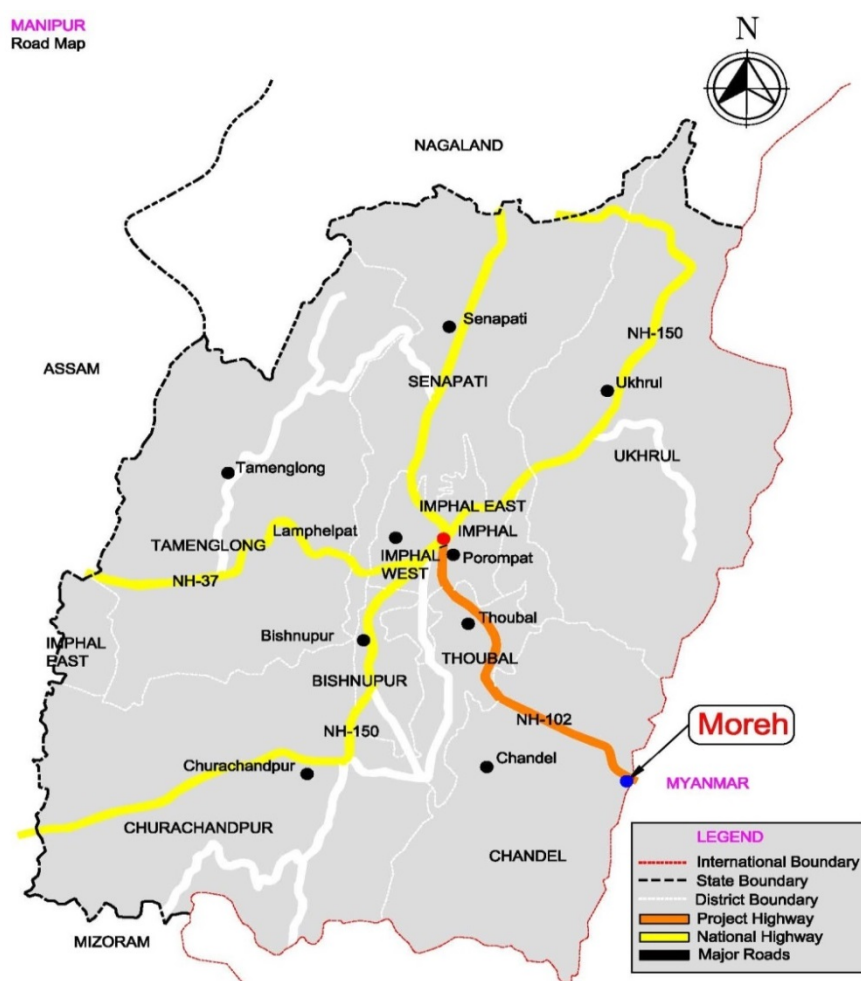 MANIPUR
Road Map
N
NAGALAND
ASSAM
Senapati
NH-150
SENAPATI
Ukhrul
UKHRUL
Tamenglong
IMPHAL EAST
Lamphelpat
IMPHAL
TAMENGLONG
IMPHAL
WEST
Porompat
NH-37
Thoubal
IMPHAL
EAST
Bishnupur
THOUBAL
BISHNUPUR
NH-102
Moreh
NH-150
Churachandpur
Chandel
MYANMAR
CHURACHANDPUR
CHANDEL
MIZORAM
LEGEND
International Boundary
State Boundary
District Boundary
Project Highway
National Highway
Major Roads